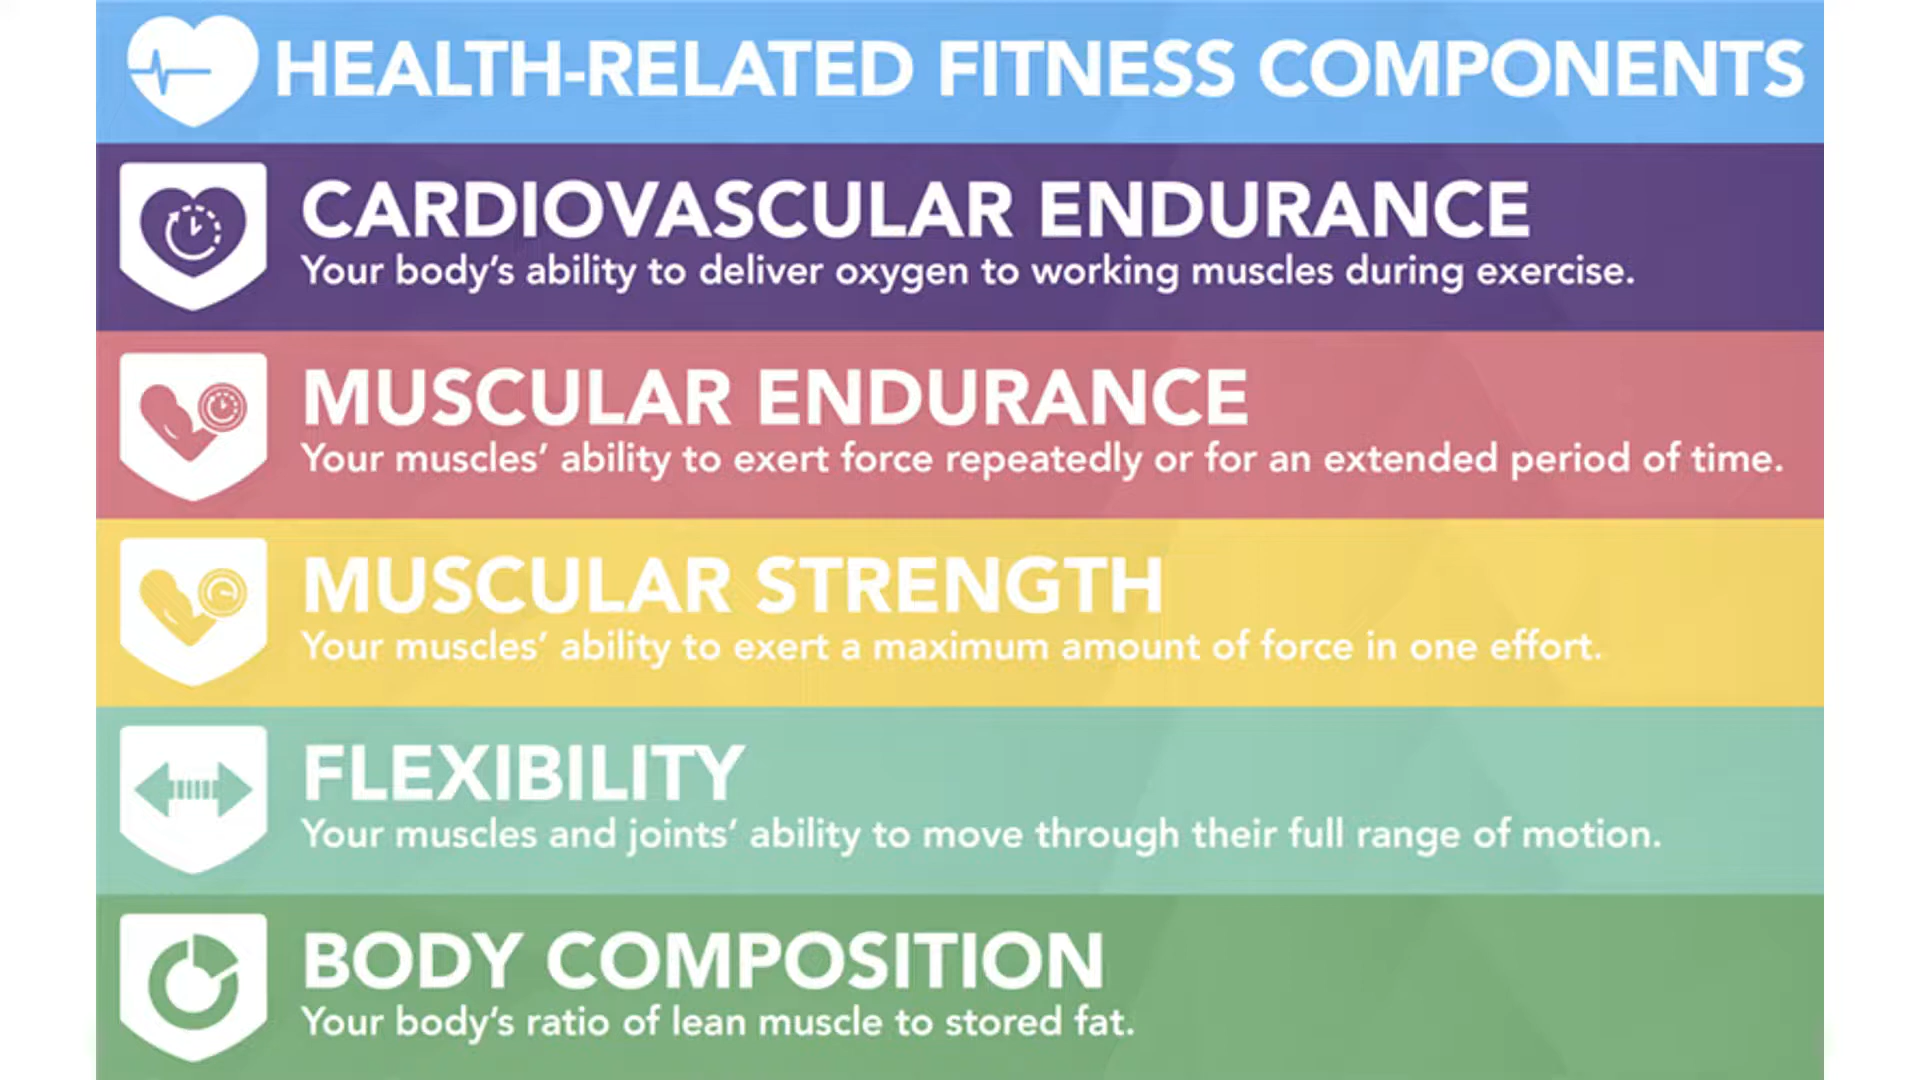 HEALTH-RELATED FITNESS COMPONENTS
CARDIOVASCULAR ENDURANCE
Your body’s ability to deliver oxygen to working muscles during exercise.
MUSCULAR ENDURANCE
Your muscles’ ability to exert force repeatedly or for an extended period of time.
MUSCULAR STRENGTH
Your muscles’ ability to exert a maximum amount of force in one effort.
FLEXIBILITY
Your muscles and joints’ ability to move through their full range of motion.
BODY COMPOSITION
Your body’s ratio of lean muscle to stored fat.